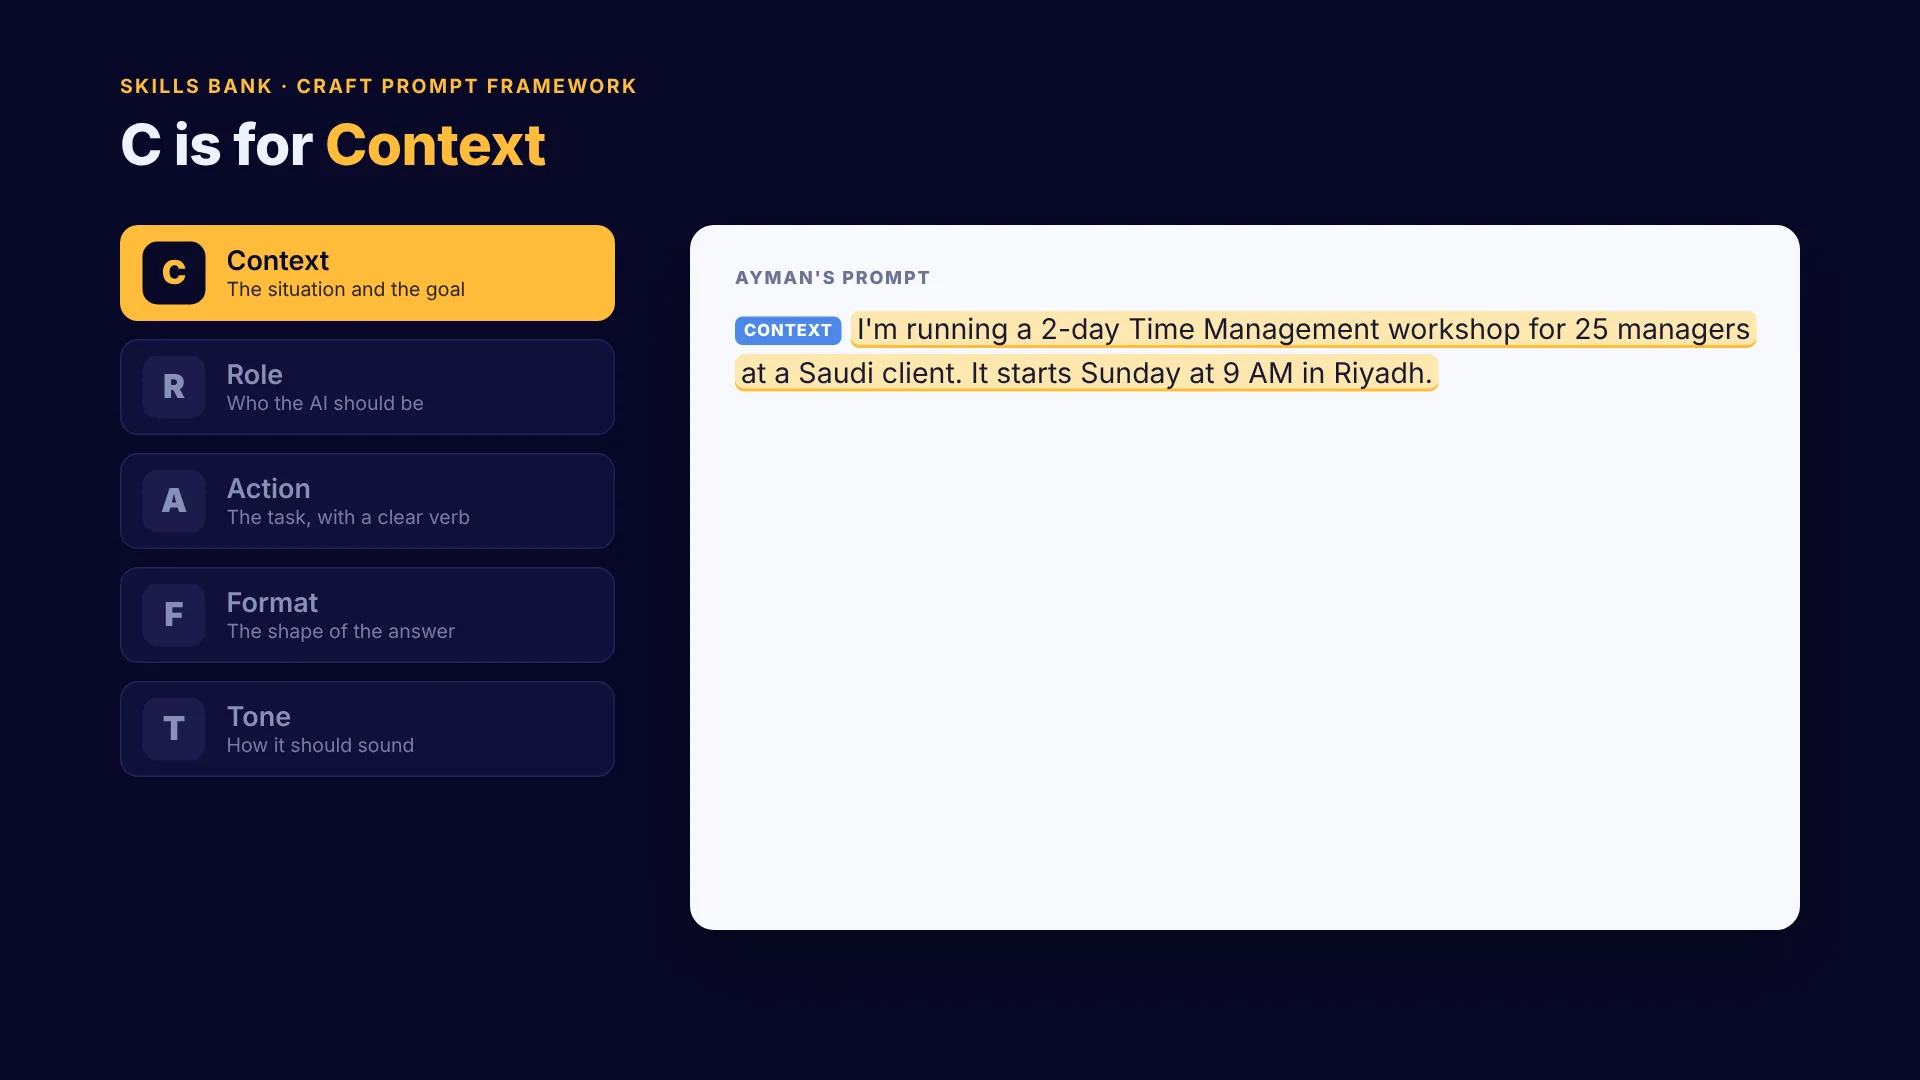 SKILLS BANK · CRAFT PROMPT FRAMEWORK
C is for Context
C
Context
The situation and the goal
R
Role
Who the AI should be
A
Action
The task, with a clear verb
F
Format
The shape of the answer
T
Tone
How it should sound
AYMAN'S PROMPT
CONTEXT I'm running a 2-day Time Management workshop for 25 managers
at a Saudi client. It starts Sunday at 9 AM in Riyadh.